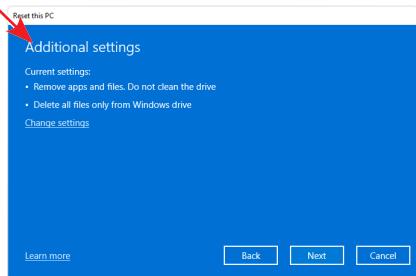 Reset this PC
Additional settings
Current settings:
• Remove apps and files. Do not clean the drive
• Delete all files only from Windows drive
Change settings
Learn more
Back
Next
Cancel